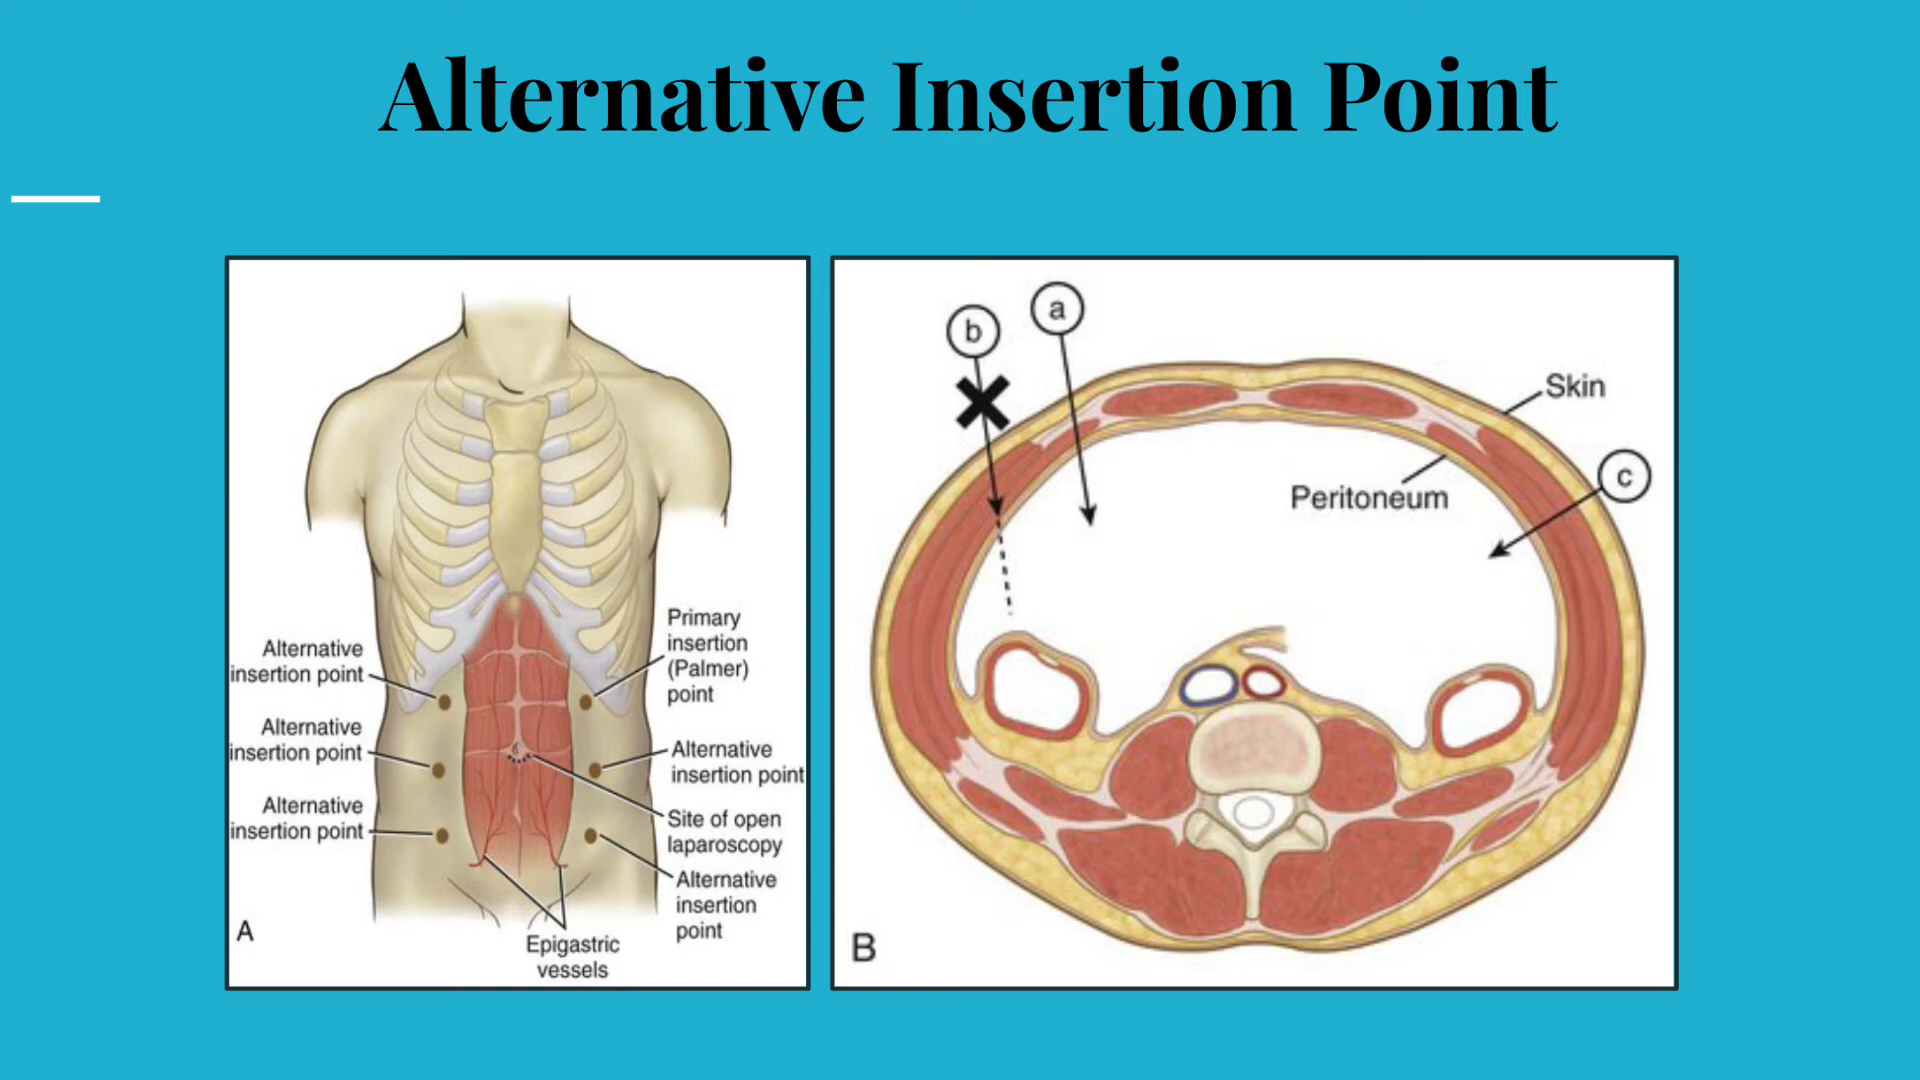 Alternative Insertion Point
Alternative
insertion point
Alternative
insertion point
Alternative
insertion point
Primary
insertion
(Palmer)
point
Alternative
insertion point
Site of open
laparoscopy
Alternative
insertion
point
Epigastric
vessels
A
b
a
Skin
c
Peritoneum
B